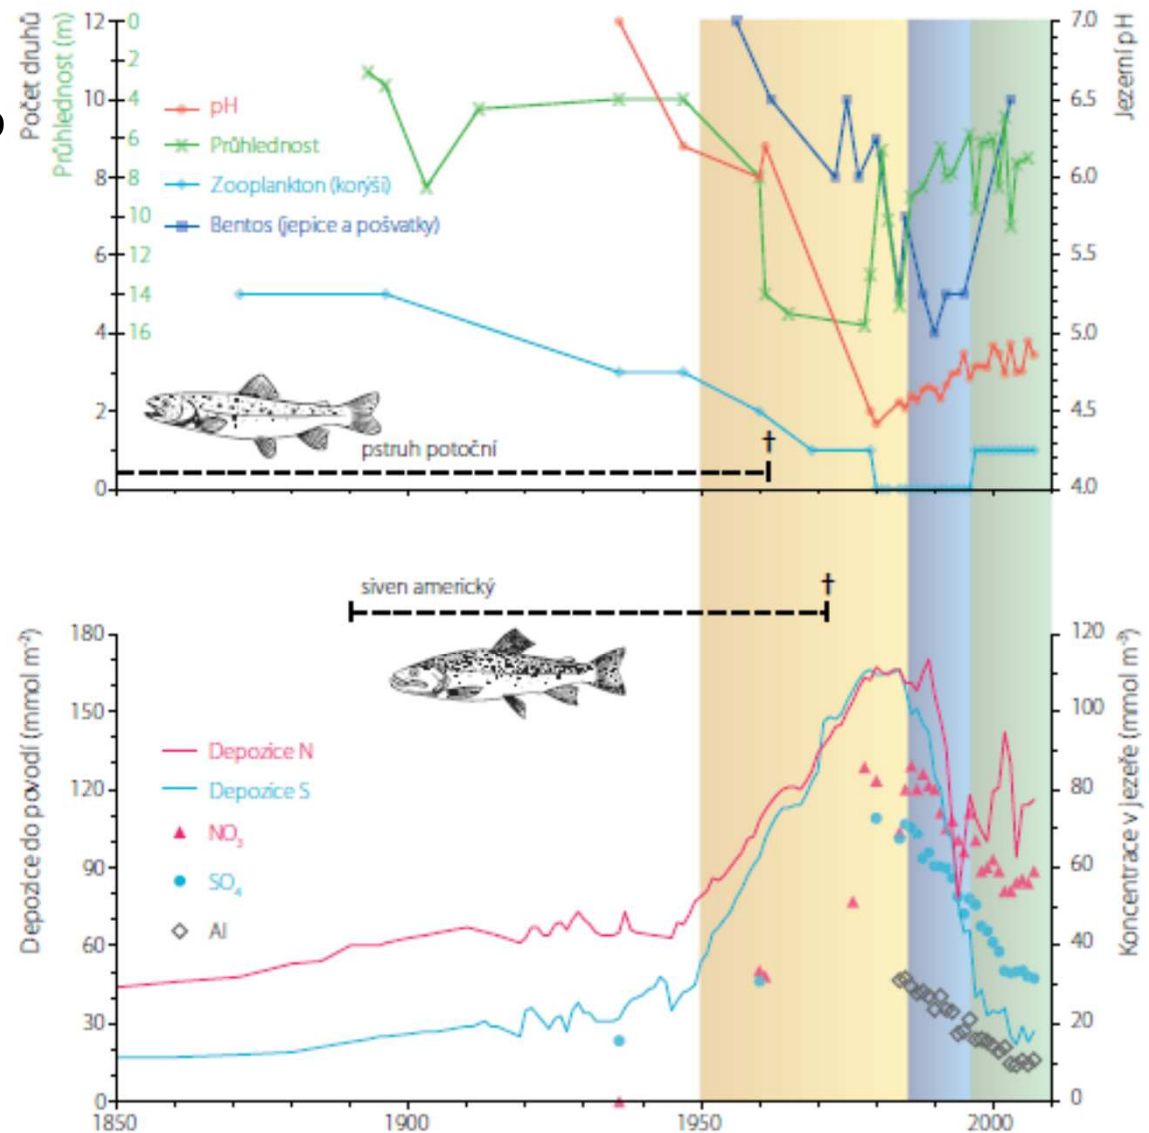 Počet druhů
Průhlednost (m)
12
10
8
6
4
2
0
0
2
4
6
8
10
12
14
16
pH
Průhlednost
Zooplankton (korýši)
Bentos (jepice a pošvatky)
pstruh potoční
†
7.0
6.5
6.0
5.5
5.0
4.5
4.0
Jezerní pH
siven americký
†
Depozice do povodí (mmol m⁻²)
180
150
120
90
60
30
0
Depozice N
Depozice S
NO₃
SO₄
Al
120
100
80
60
40
20
0
Koncentrace v jezeře (mmol m⁻³)
1850
1900
1950
2000